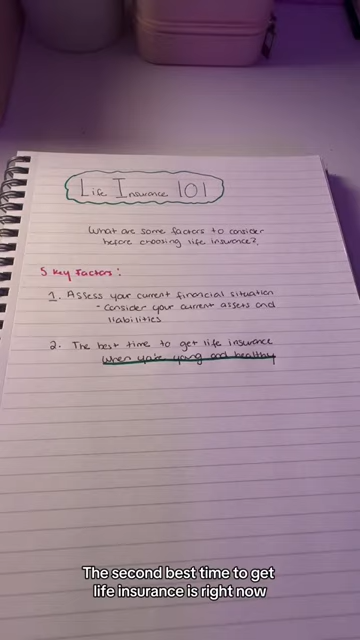 Life Insurance 101
What are some factors to consider
before choosing life insurance?
5 key factors:
1. Assess your current financial situation
- Consider your current assets and
liabilities
2. The best time to get life insurance
when you're young and healthy
The second best time to get
life insurance is right now